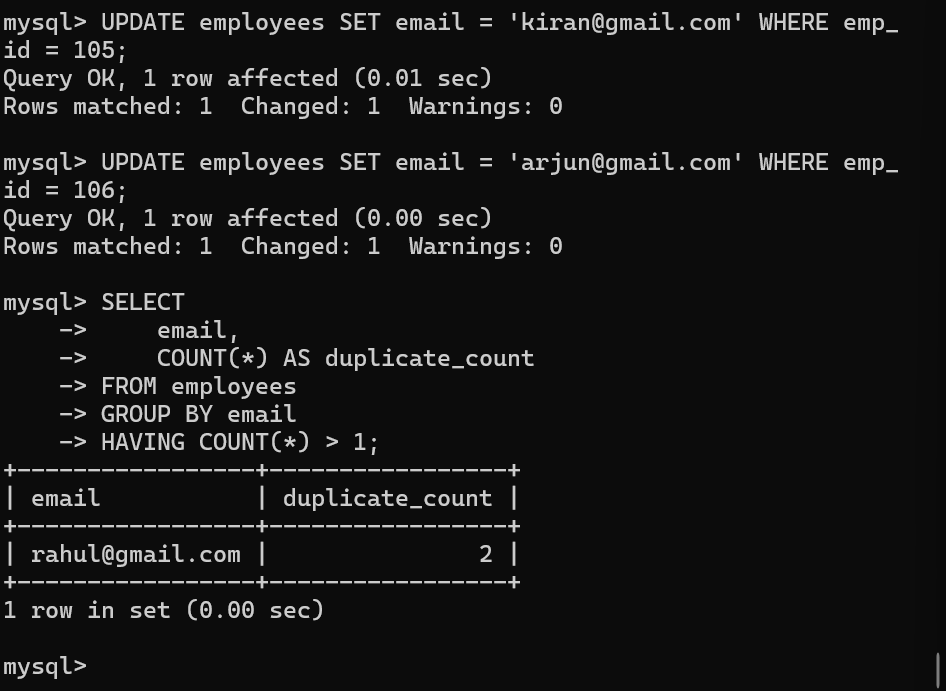 mysql> UPDATE employees SET email = 'kiran@gmail.com' WHERE emp_
id = 105;
Query OK, 1 row affected (0.01 sec)
Rows matched: 1  Changed: 1  Warnings: 0

mysql> UPDATE employees SET email = 'arjun@gmail.com' WHERE emp_
id = 106;
Query OK, 1 row affected (0.00 sec)
Rows matched: 1  Changed: 1  Warnings: 0

mysql> SELECT
    ->     email,
    ->     COUNT(*) AS duplicate_count
    -> FROM employees
    -> GROUP BY email
    -> HAVING COUNT(*) > 1;
+-----------------+-----------------+
| email           | duplicate_count |
+-----------------+-----------------+
| rahul@gmail.com |               2 |
+-----------------+-----------------+
1 row in set (0.00 sec)

mysql>